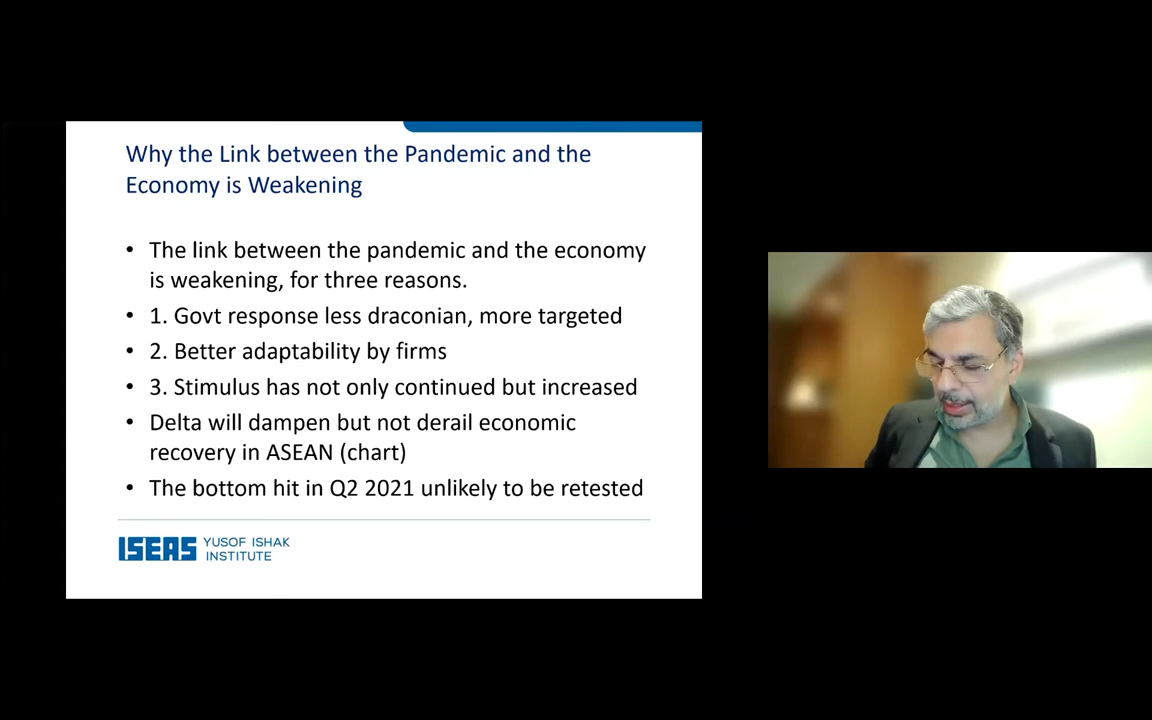 Why the Link between the Pandemic and the
Economy is Weakening
• The link between the pandemic and the economy
is weakening, for three reasons.
• 1. Govt response less draconian, more targeted
• 2. Better adaptability by firms
• 3. Stimulus has not only continued but increased
• Delta will dampen but not derail economic
recovery in ASEAN (chart)
• The bottom hit in Q2 2021 unlikely to be retested
ISEAS YUSOF ISHAK
INSTITUTE